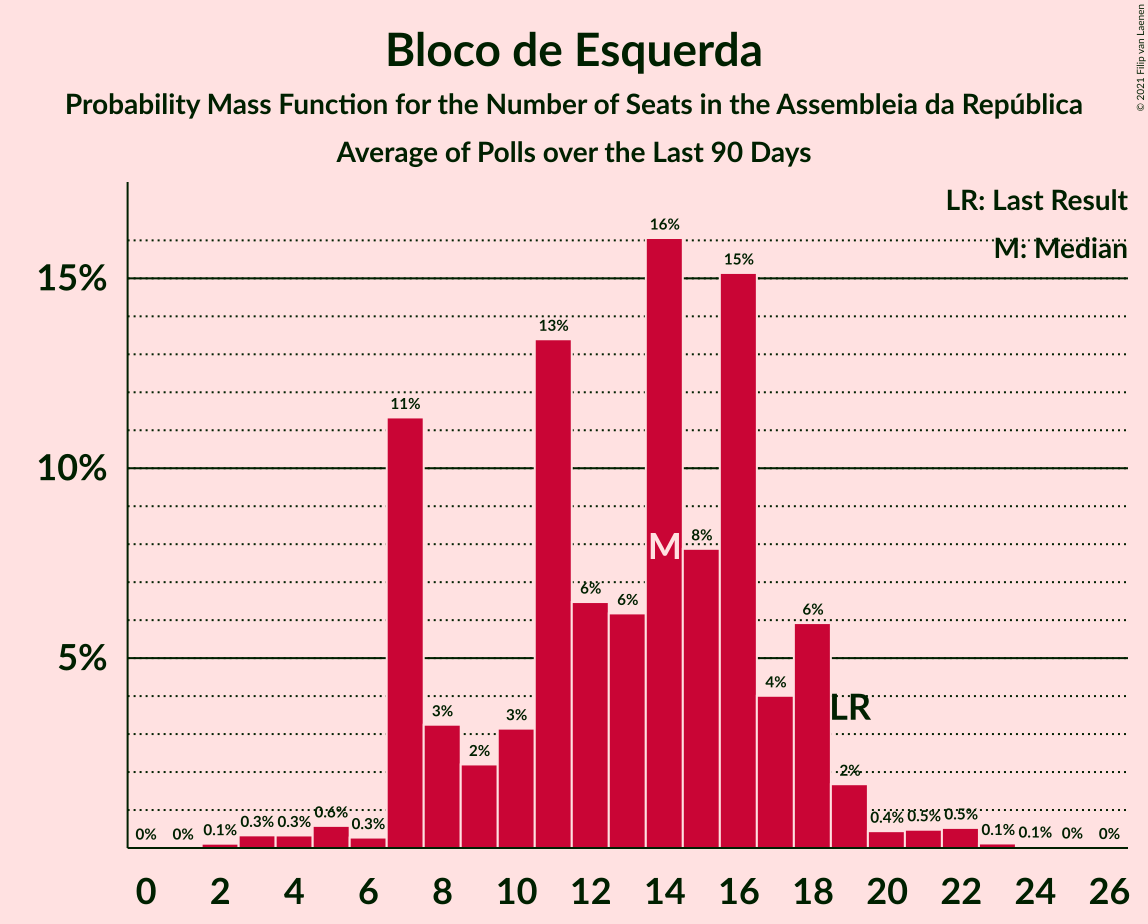 Bloco de Esquerda
Probability Mass Function for the Number of Seats in the Assembleia da República
Average of Polls over the Last 90 Days
© 2021 Filip van Laenen
LR: Last Result
M: Median
15%
10%
5%
0% 0% 0.1% 0.3% 0.3% 0.6% 0.3% 11% 3% 2% 3% 13% 6% 6% 16% 8% 15% 4% 6% 2% 0.4% 0.5% 0.5% 0.1% 0.1% 0% 0%
M
LR
0 2 4 6 8 10 12 14 16 18 20 22 24 26